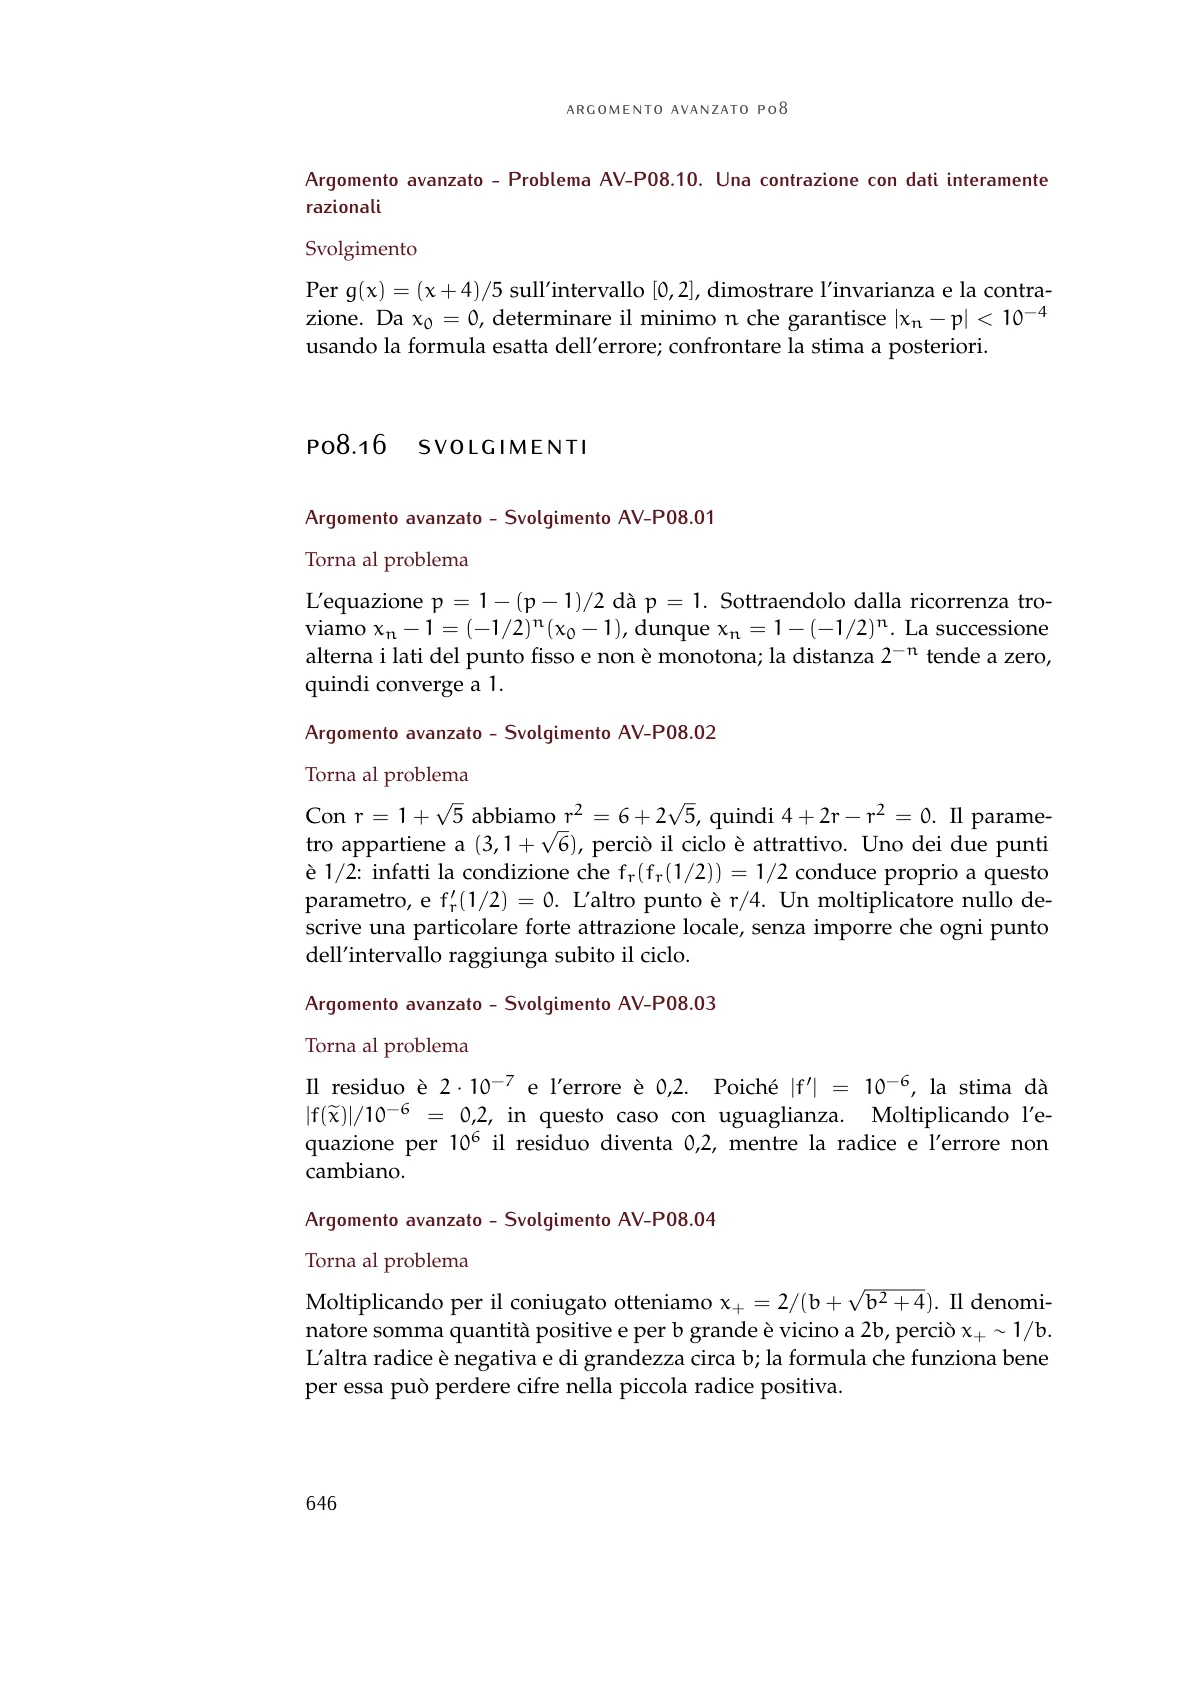 ARGOMENTO AVANZATO P08
Argomento avanzato - Problema AV-P08.10. Una contrazione con dati interamente
razionali
Svolgimento
Per g(x) = (x + 4)/5 sull'intervallo [0, 2], dimostrare l'invarianza e la contra-
zione. Da x₀ = 0, determinare il minimo n che garantisce |xₙ − p| < 10⁻⁴
usando la formula esatta dell'errore; confrontare la stima a posteriori.
P08.16 SVOLGIMENTI
Argomento avanzato - Svolgimento AV-P08.01
Torna al problema
L'equazione p = 1 − (p − 1)/2 dà p = 1. Sottraendolo dalla ricorrenza tro-
viamo xₙ − 1 = (−1/2)ⁿ(x₀ − 1), dunque xₙ = 1 − (−1/2)ⁿ. La successione
alterna i lati del punto fisso e non è monotona; la distanza 2⁻ⁿ tende a zero,
quindi converge a 1.
Argomento avanzato - Svolgimento AV-P08.02
Torna al problema
Con r = 1 + √5 abbiamo r² = 6 + 2√5, quindi 4 + 2r − r² = 0. Il parame-
tro appartiene a (3, 1 + √6), perciò il ciclo è attrattivo. Uno dei due punti
è 1/2: infatti la condizione che fᵣ(fᵣ(1/2)) = 1/2 conduce proprio a questo
parametro, e fᵣ′(1/2) = 0. L'altro punto è r/4. Un moltiplicatore nullo de-
scrive una particolare forte attrazione locale, senza imporre che ogni punto
dell'intervallo raggiunga subito il ciclo.
Argomento avanzato - Svolgimento AV-P08.03
Torna al problema
Il residuo è 2 · 10⁻⁷ e l'errore è 0,2. Poiché |f′| = 10⁻⁶, la stima dà
|f(x̃)|/10⁻⁶ = 0,2, in questo caso con uguaglianza. Moltiplicando l'e-
quazione per 10⁶ il residuo diventa 0,2, mentre la radice e l'errore non
cambiano.
Argomento avanzato - Svolgimento AV-P08.04
Torna al problema
Moltiplicando per il coniugato otteniamo x₊ = 2/(b + √(b² + 4)). Il denomi-
natore somma quantità positive e per b grande è vicino a 2b, perciò x₊ ∼ 1/b.
L'altra radice è negativa e di grandezza circa b; la formula che funziona bene
per essa può perdere cifre nella piccola radice positiva.
646